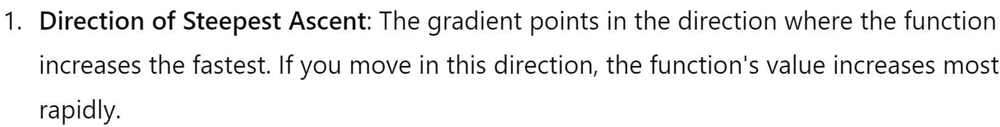 1. Direction of Steepest Ascent: The gradient points in the direction where the function
increases the fastest. If you move in this direction, the function's value increases most
rapidly.